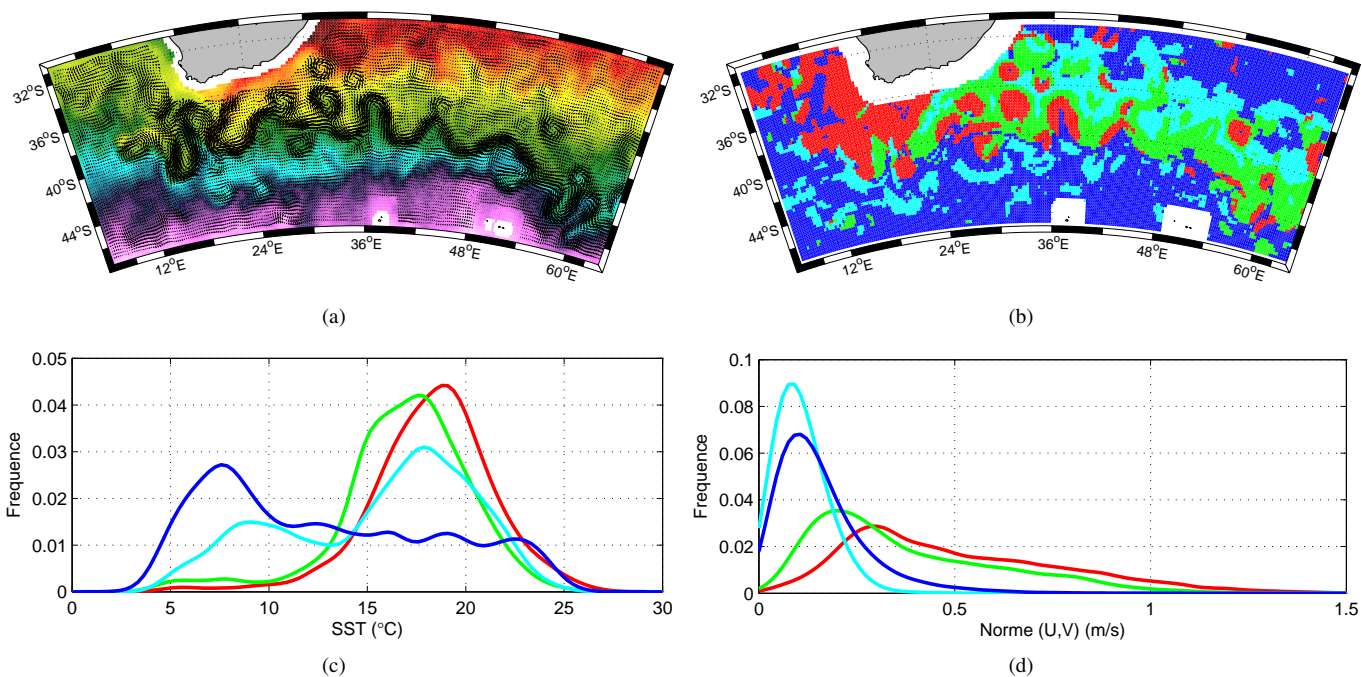 32°S
36°S
40°S
44°S
12°E
24°E
36°E
48°E
60°E
(a)
32°S
36°S
40°S
44°S
12°E
24°E
36°E
48°E
60°E
(b)
0.05
0.04
0.03
0.02
0.01
0
Frequence
0 5 10 15 20 25 30
SST (°C)
(c)
0.1
0.08
0.06
0.04
0.02
0
Frequence
0 0.5 1 1.5
Norme (U,V) (m/s)
(d)